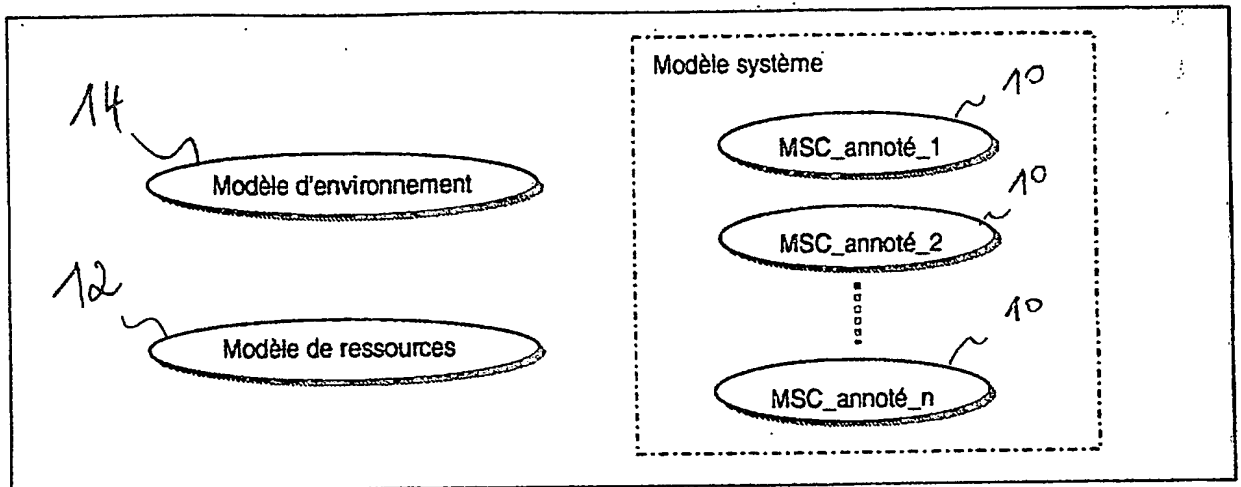 Modèle système
10
MSC_annoté_1
14
Modèle d'environnement
10
MSC_annoté_2
12
Modèle de ressources
10
MSC_annoté_n